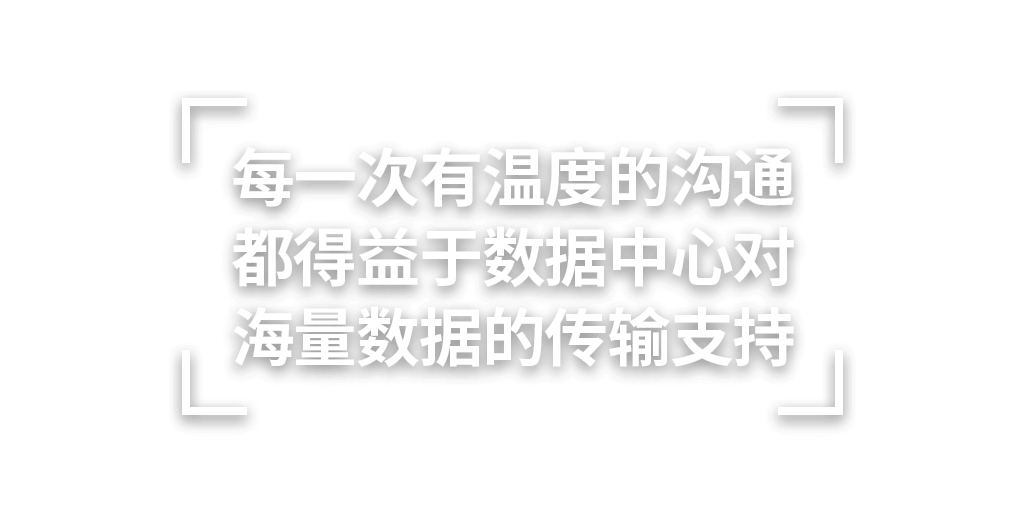 每一次有温度的沟通
都得益于数据中心对
海量数据的传输支持